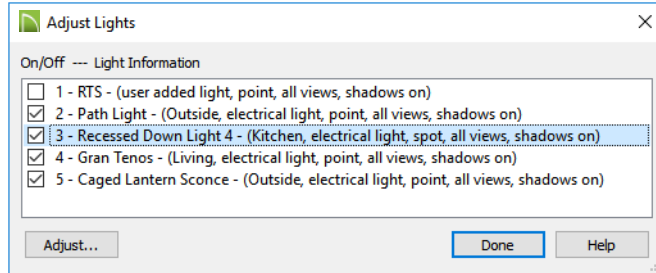 Adjust Lights
On/Off --- Light Information
1 - RTS - (user added light, point, all views, shadows on)
2 - Path Light - (Outside, electrical light, point, all views, shadows on)
3 - Recessed Down Light 4 - (Kitchen, electrical light, spot, all views, shadows on)
4 - Gran Tenos - (Living, electrical light, point, all views, shadows on)
5 - Caged Lantern Sconce - (Outside, electrical light, point, all views, shadows on)
Adjust... Done Help